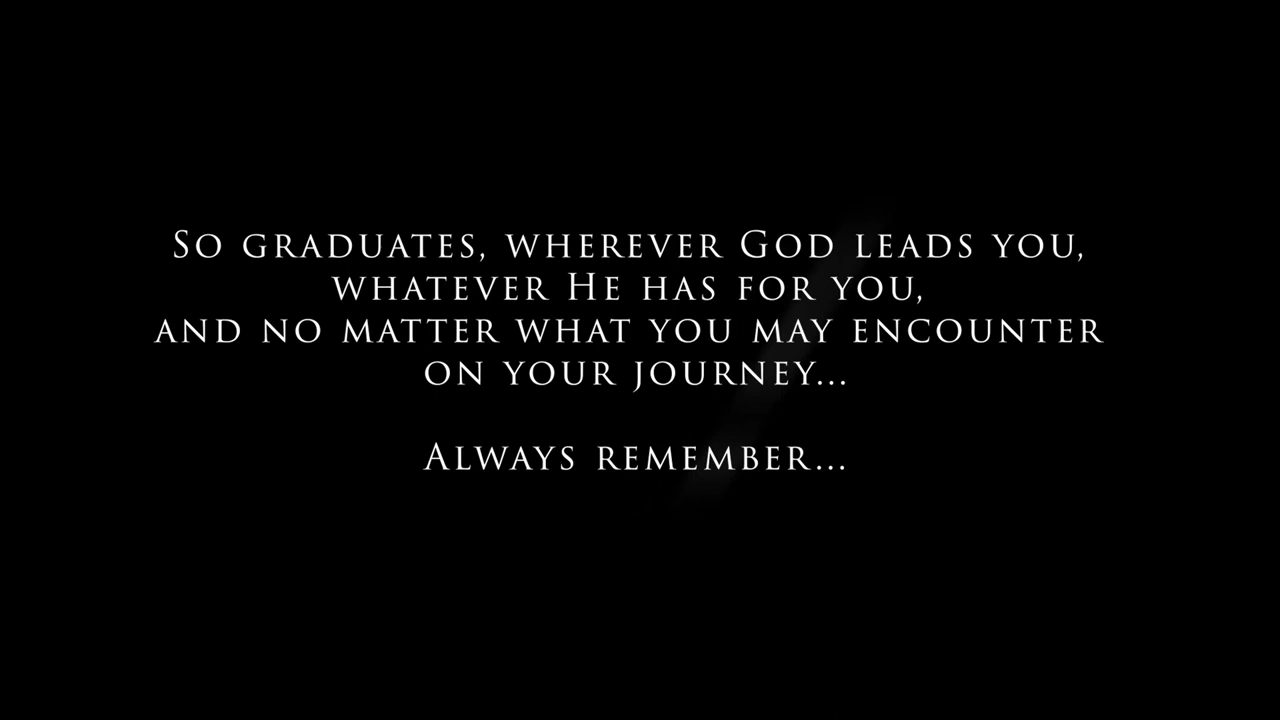 So graduates, wherever God leads you,
whatever He has for you,
and no matter what you may encounter
on your journey...
Always remember...